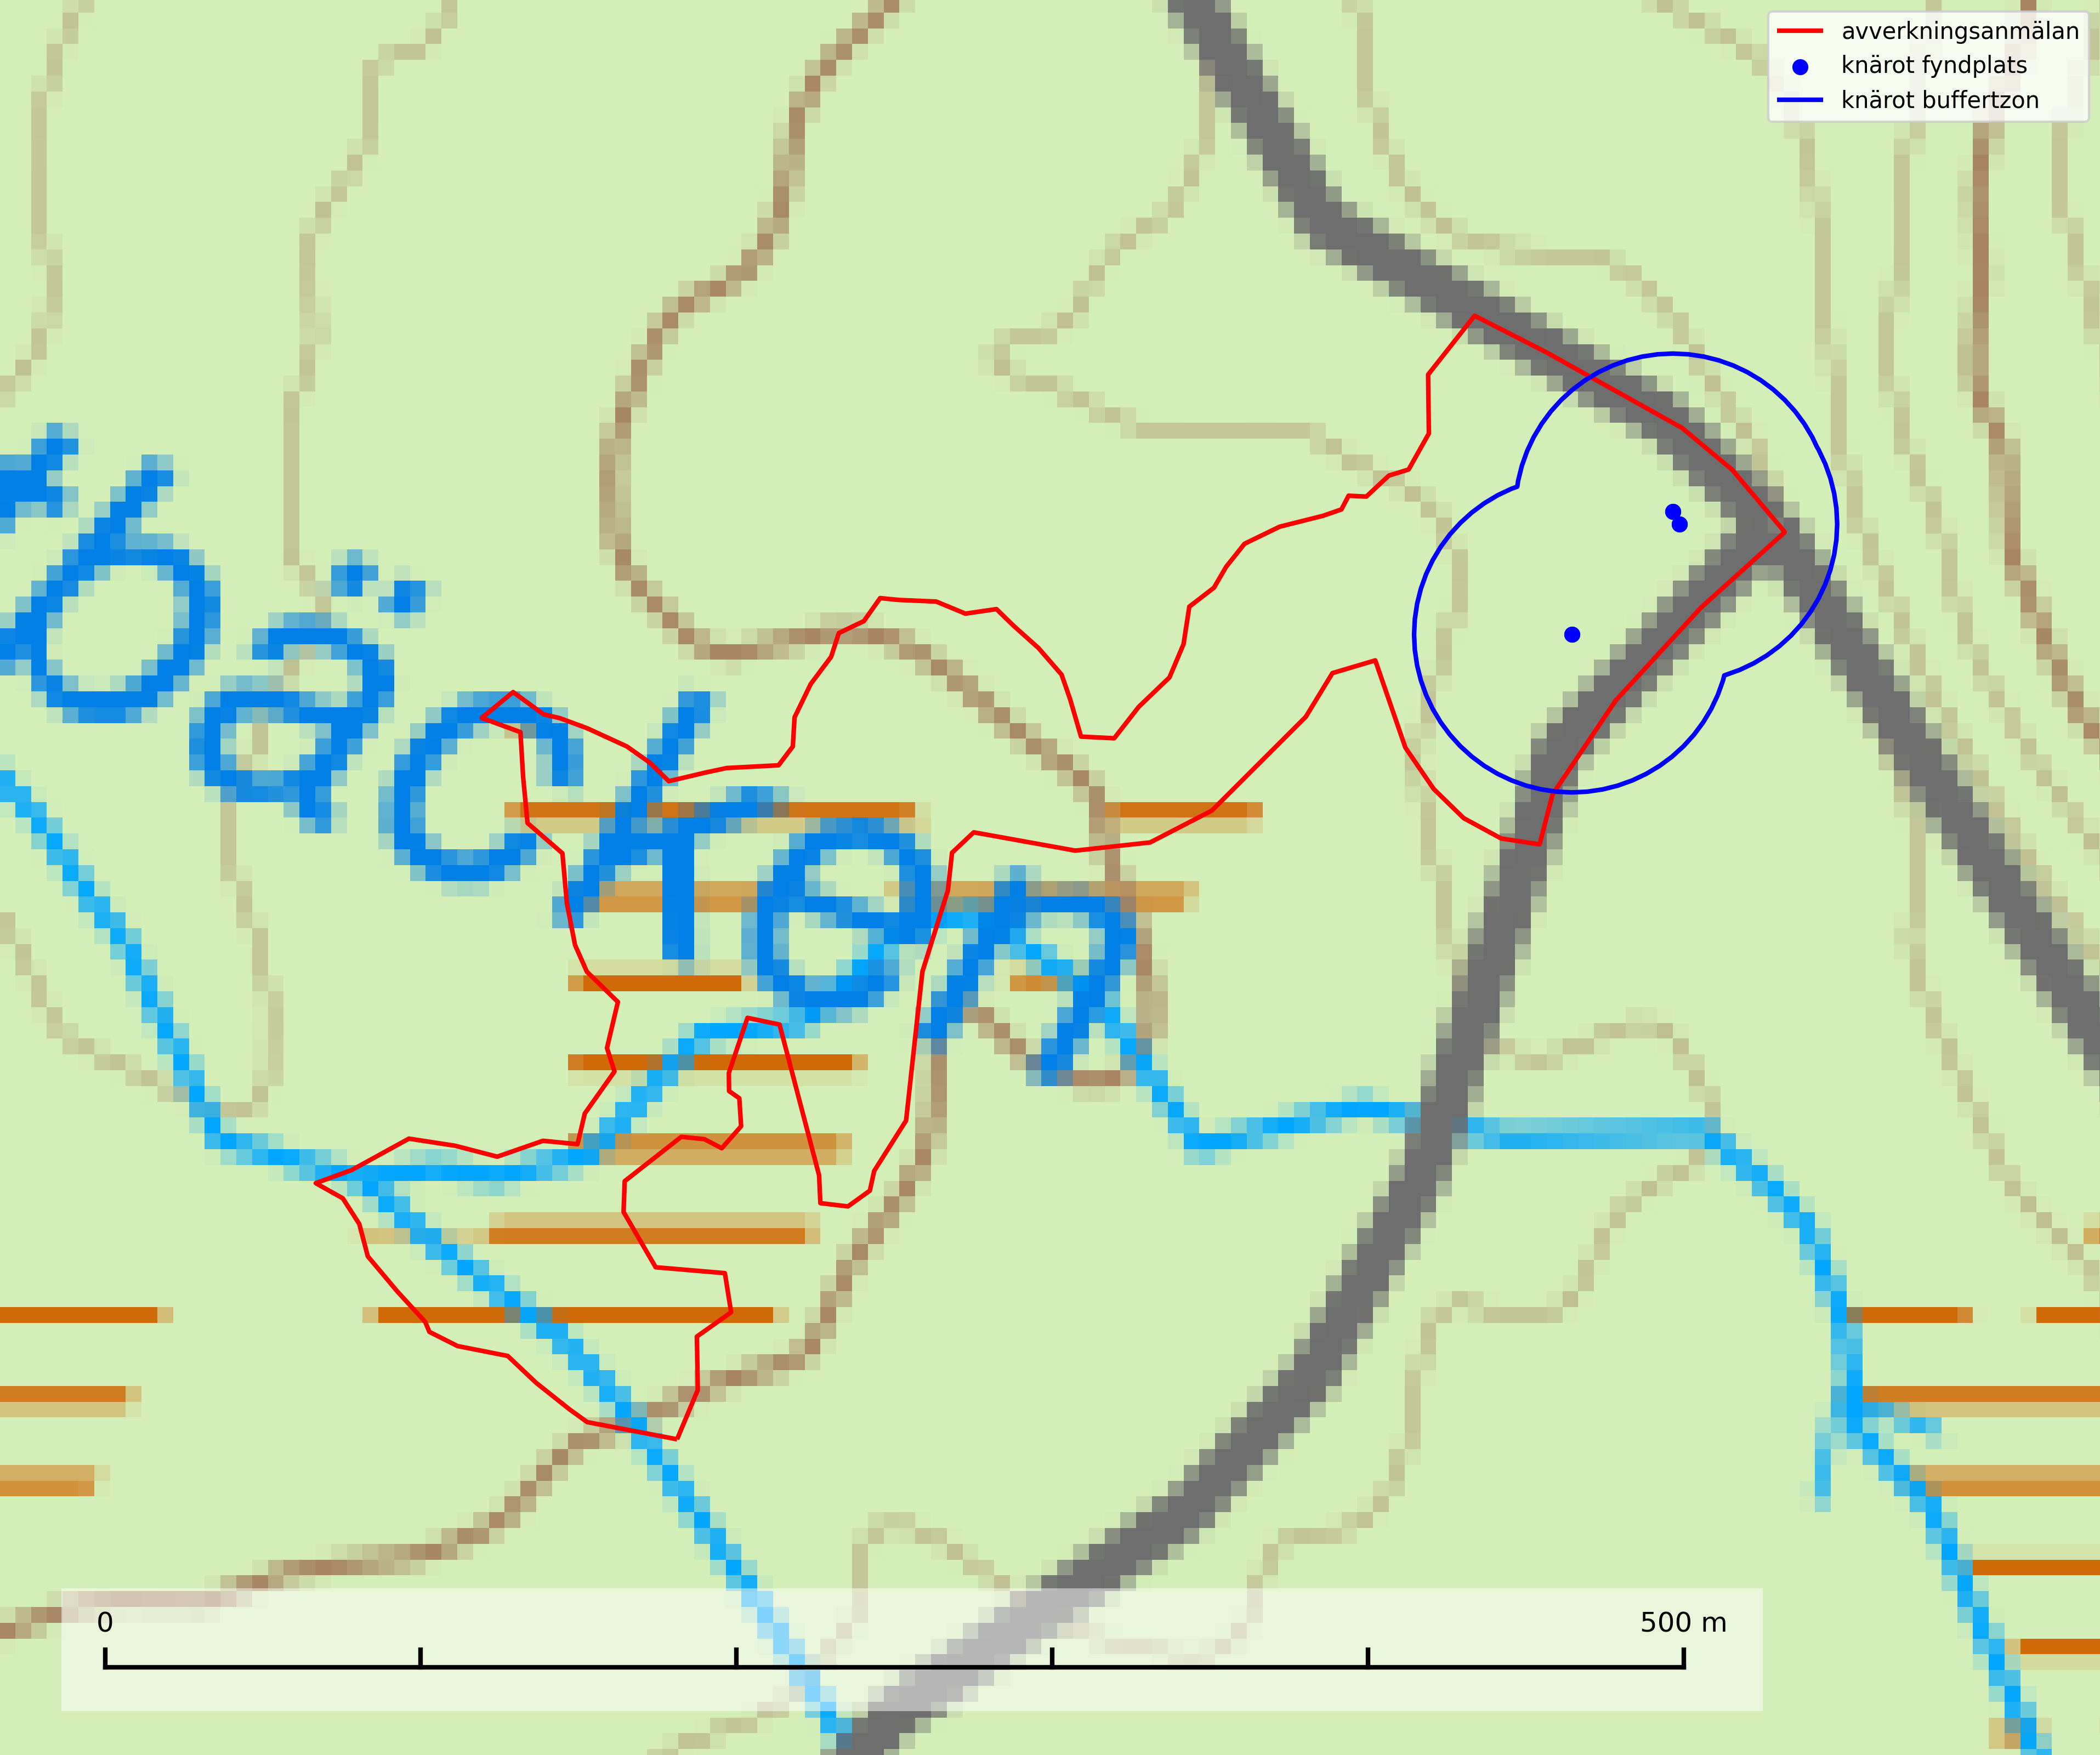 avverkningsanmälan
knärot fyndplats
knärot buffertzon
0
500 m